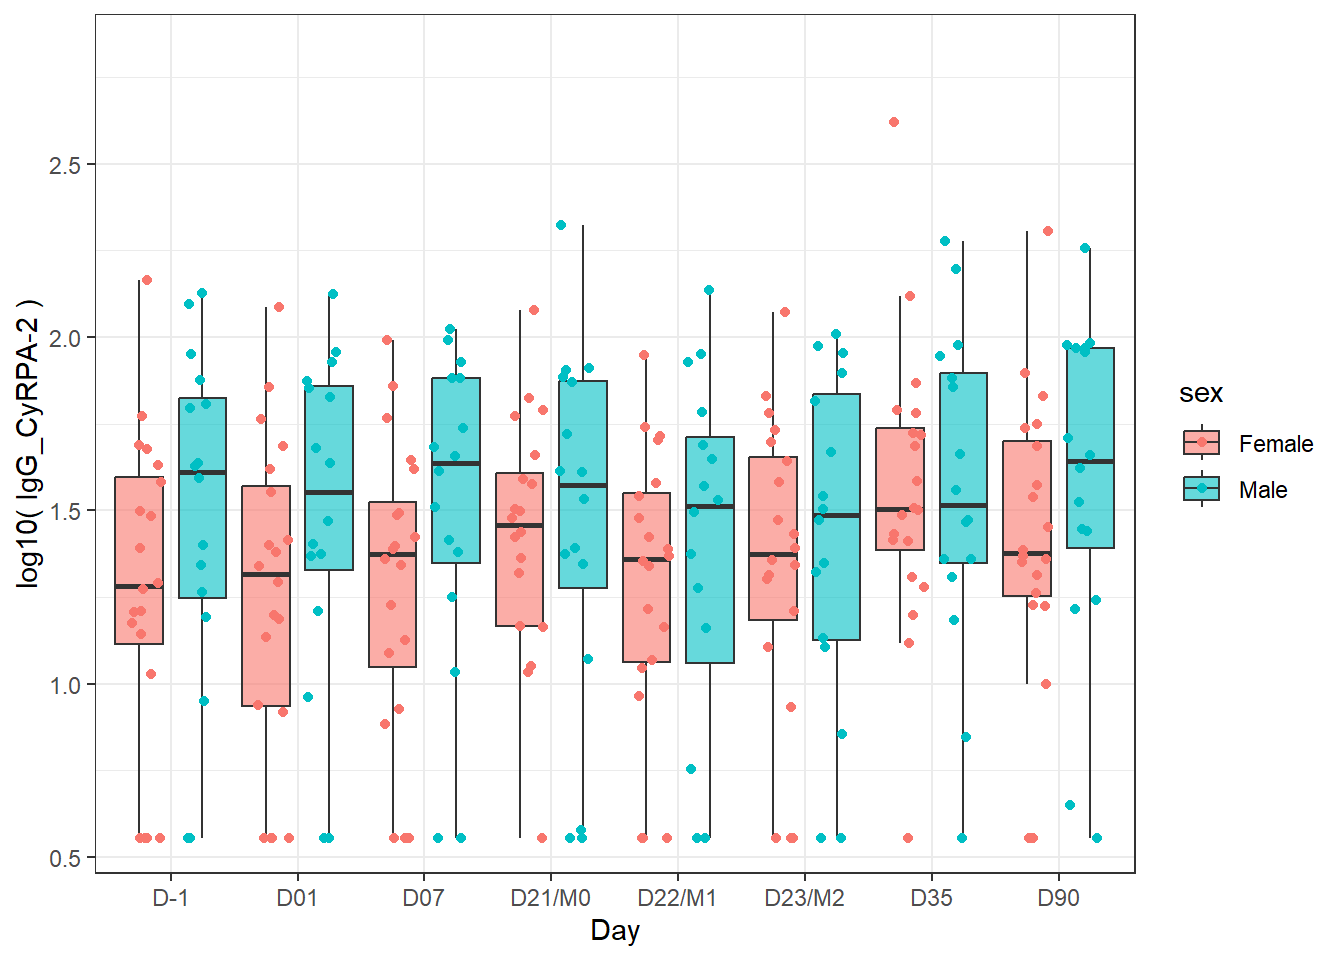 log10( IgG_CyRPA-2 )
2.5
2.0
1.5
1.0
0.5
D-1 D01 D07 D21/M0 D22/M1 D23/M2 D35 D90
Day
sex
Female
Male